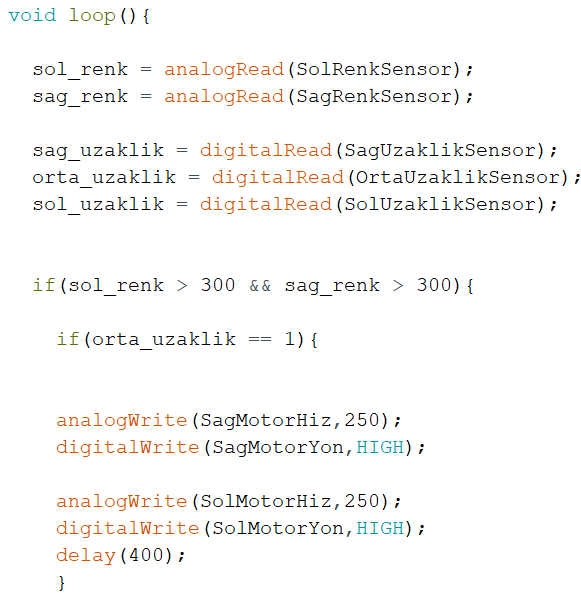 void loop(){
sol_renk = analogRead(SolRenkSensor);
sag_renk = analogRead(SagRenkSensor);
sag_uzaklik = digitalRead(SagUzaklikSensor);
orta_uzaklik = digitalRead(OrtaUzaklikSensor);
sol_uzaklik = digitalRead(SolUzaklikSensor);
if(sol_renk > 300 && sag_renk > 300){
if(orta_uzaklik == 1){
analogWrite(SagMotorHiz,250);
digitalWrite(SagMotorYon,HIGH);
analogWrite(SolMotorHiz,250);
digitalWrite(SolMotorYon,HIGH);
delay(400);
}